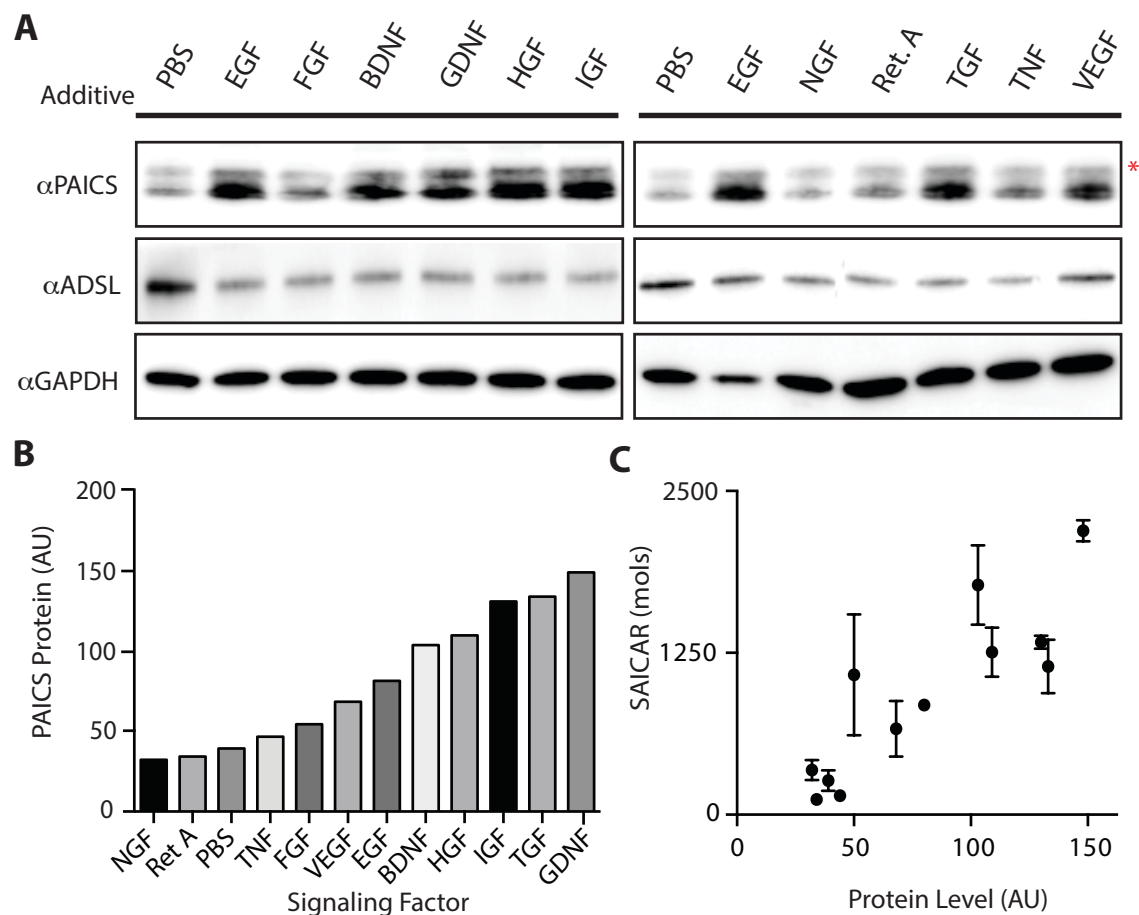 A
Additive
PBS EGF FGF BDNF GDNF HGF IGF PBS EGF NGF Ret. A TGF TNF VEGF
αPAICS *
αADSL
αGAPDH
B
200
150
100
50
0
PAICS Protein (AU)
NGF Ret A PBS TNF FGF VEGF EGF BDNF HGF IGF TGF GDNF
Signaling Factor
C
2500
1250
0
SAICAR (mols)
0 50 100 150
Protein Level (AU)